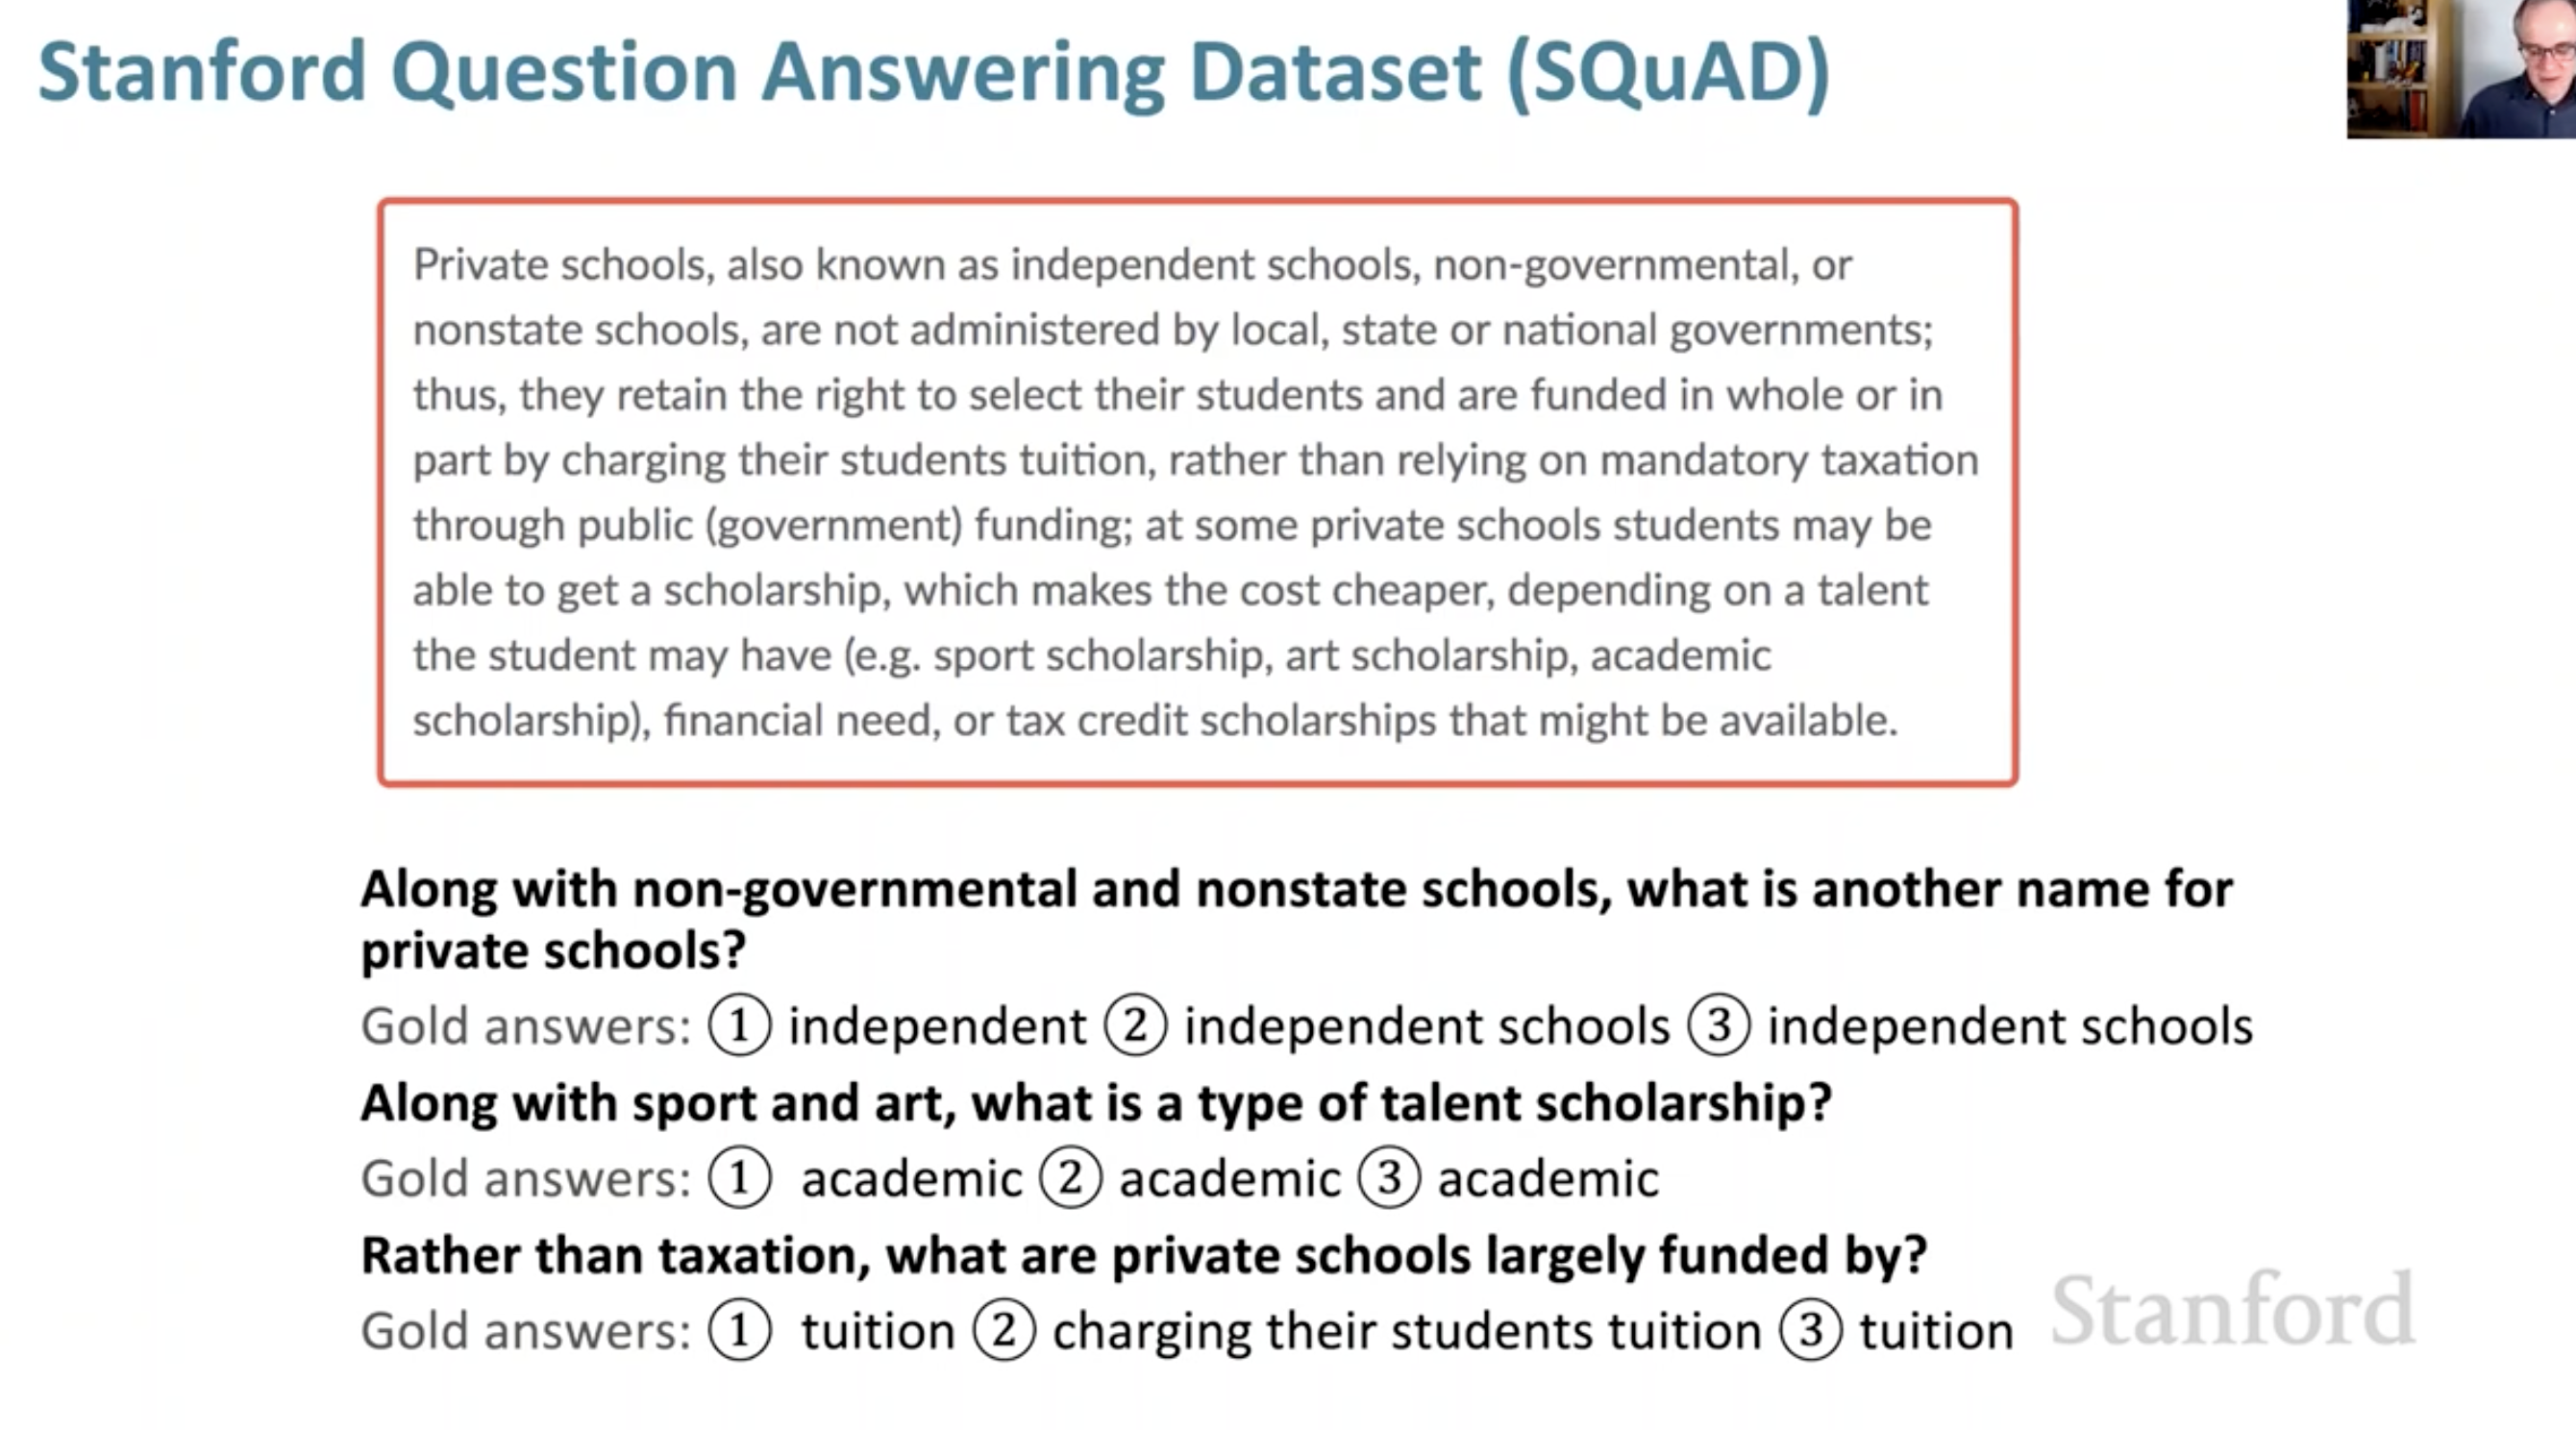 Stanford Question Answering Dataset (SQuAD)
Private schools, also known as independent schools, non-governmental, or
nonstate schools, are not administered by local, state or national governments;
thus, they retain the right to select their students and are funded in whole or in
part by charging their students tuition, rather than relying on mandatory taxation
through public (government) funding; at some private schools students may be
able to get a scholarship, which makes the cost cheaper, depending on a talent
the student may have (e.g. sport scholarship, art scholarship, academic
scholarship), financial need, or tax credit scholarships that might be available.
Along with non-governmental and nonstate schools, what is another name for
private schools?
Gold answers: ① independent ② independent schools ③ independent schools
Along with sport and art, what is a type of talent scholarship?
Gold answers: ① academic ② academic ③ academic
Rather than taxation, what are private schools largely funded by?
Gold answers: ① tuition ② charging their students tuition ③ tuition
Stanford